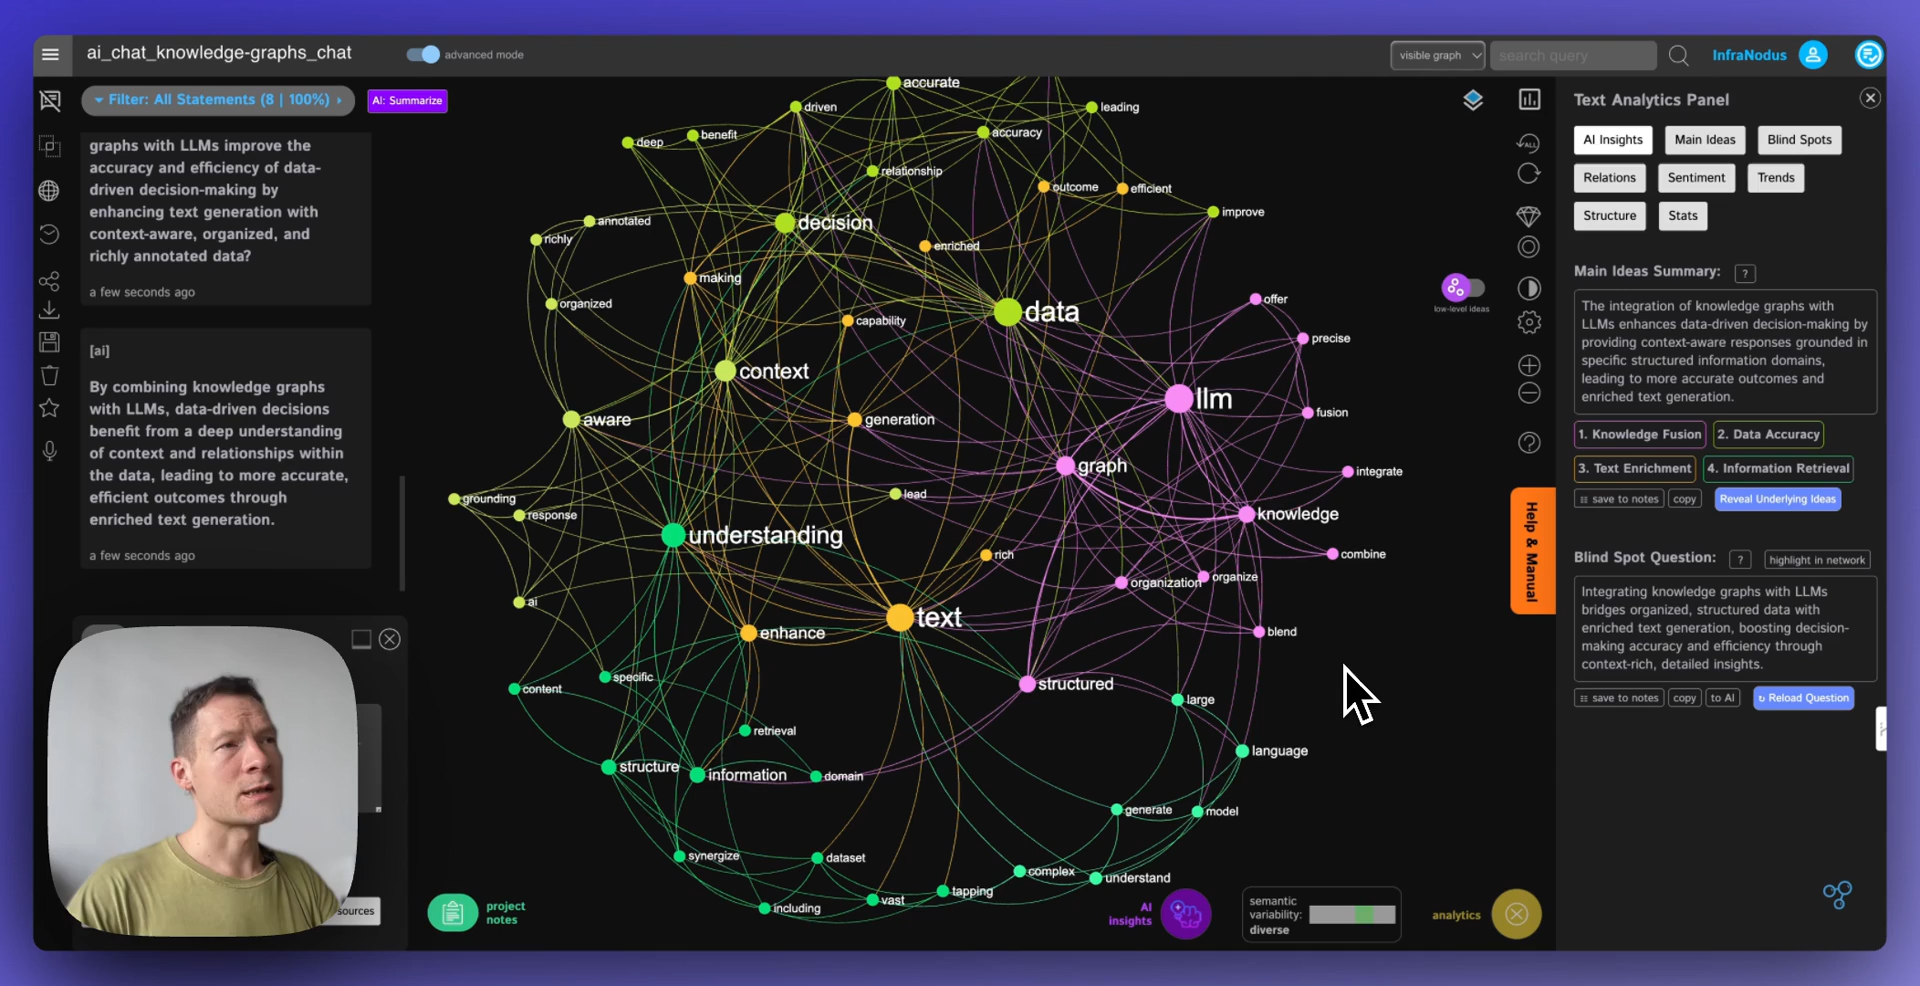 ai_chat_knowledge-graphs_chat
advanced mode
visible graph
search query
InfraNodus
Filter: All Statements (8 | 100%)
AI: Summarize
graphs with LLMs improve the
accuracy and efficiency of data-
driven decision-making by
enhancing text generation with
context-aware, organized, and
richly annotated data?
a few seconds ago
[ai]
By combining knowledge graphs
with LLMs, data-driven decisions
benefit from a deep understanding
of context and relationships within
the data, leading to more accurate,
efficient outcomes through
enriched text generation.
a few seconds ago
sources
accurate
driven
leading
benefit
accuracy
deep
relationship
outcome
efficient
improve
annotated
decision
richly
enriched
making
offer
organized
data
capability
precise
context
llm
fusion
aware
generation
graph
integrate
grounding
lead
response
knowledge
understanding
rich
combine
organization
organize
ai
text
enhance
blend
specific
structured
content
large
retrieval
language
structure
information
domain
generate
model
synergize
dataset
complex
understand
tapping
vast
including
low-level ideas
project
notes
AI
insights
semantic
variability:
diverse
analytics
ALL
Help & Manual
Text Analytics Panel
AI Insights
Main Ideas
Blind Spots
Relations
Sentiment
Trends
Structure
Stats
Main Ideas Summary:
?
The integration of knowledge graphs with
LLMs enhances data-driven decision-making by
providing context-aware responses grounded in
specific structured information domains,
leading to more accurate outcomes and
enriched text generation.
1. Knowledge Fusion
2. Data Accuracy
3. Text Enrichment
4. Information Retrieval
save to notes
copy
Reveal Underlying Ideas
Blind Spot Question:
?
highlight in network
Integrating knowledge graphs with LLMs
bridges organized, structured data with
enriched text generation, boosting decision-
making accuracy and efficiency through
context-rich, detailed insights.
save to notes
copy
to AI
Reload Question